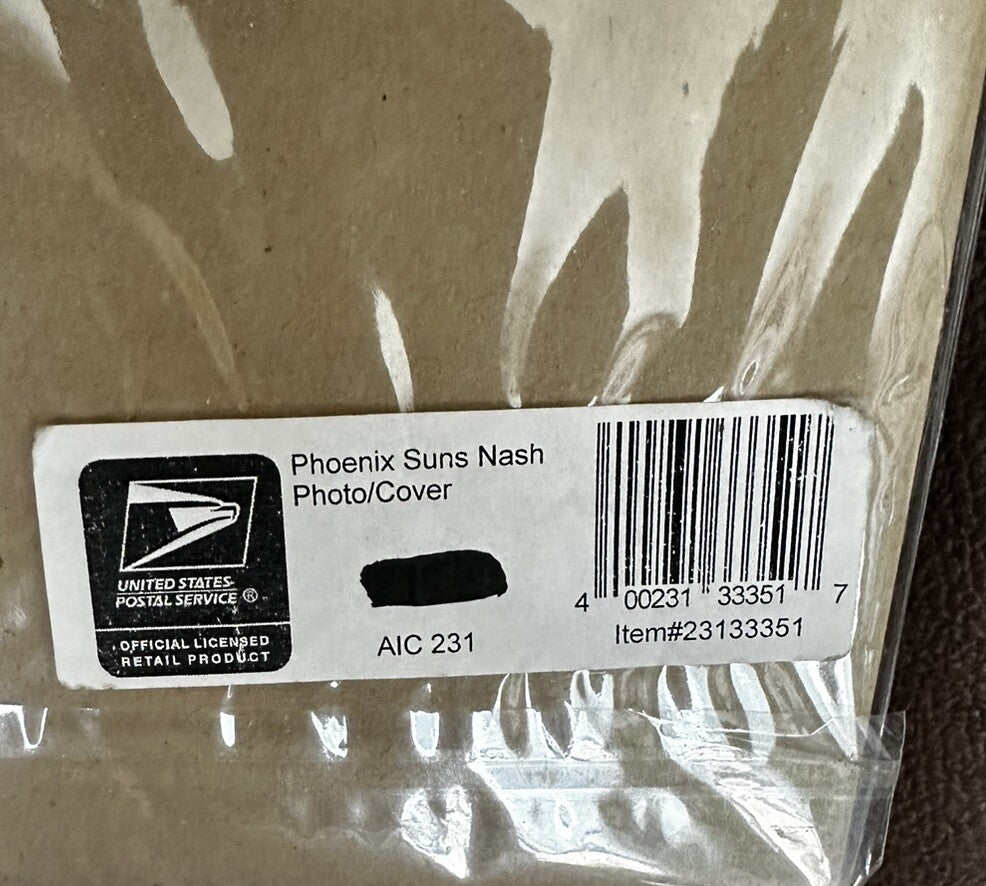 Phoenix Suns Nash
Photo/Cover
UNITED STATES
POSTAL SERVICE ®
OFFICIAL LICENSED
RETAIL PRODUCT
AIC 231
4 00231 33351 7
Item#23133351